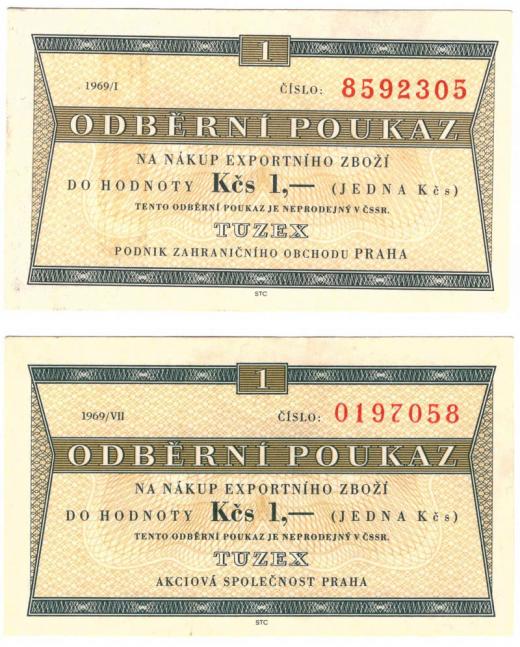 1
1969/I ČÍSLO: 8592305
ODBĚRNÍ POUKAZ
NA NÁKUP EXPORTNÍHO ZBOŽÍ
DO HODNOTY Kčs 1,— (JEDNA Kčs)
TENTO ODBĚRNÍ POUKAZ JE NEPRODEJNÝ V ČSSR.
TUZEX
PODNIK ZAHRANIČNÍHO OBCHODU PRAHA
STC
1
1969/VII ČÍSLO: 0197058
ODBĚRNÍ POUKAZ
NA NÁKUP EXPORTNÍHO ZBOŽÍ
DO HODNOTY Kčs 1,— (JEDNA Kčs)
TENTO ODBĚRNÍ POUKAZ JE NEPRODEJNÝ V ČSSR.
TUZEX
AKCIOVÁ SPOLEČNOST PRAHA
STC